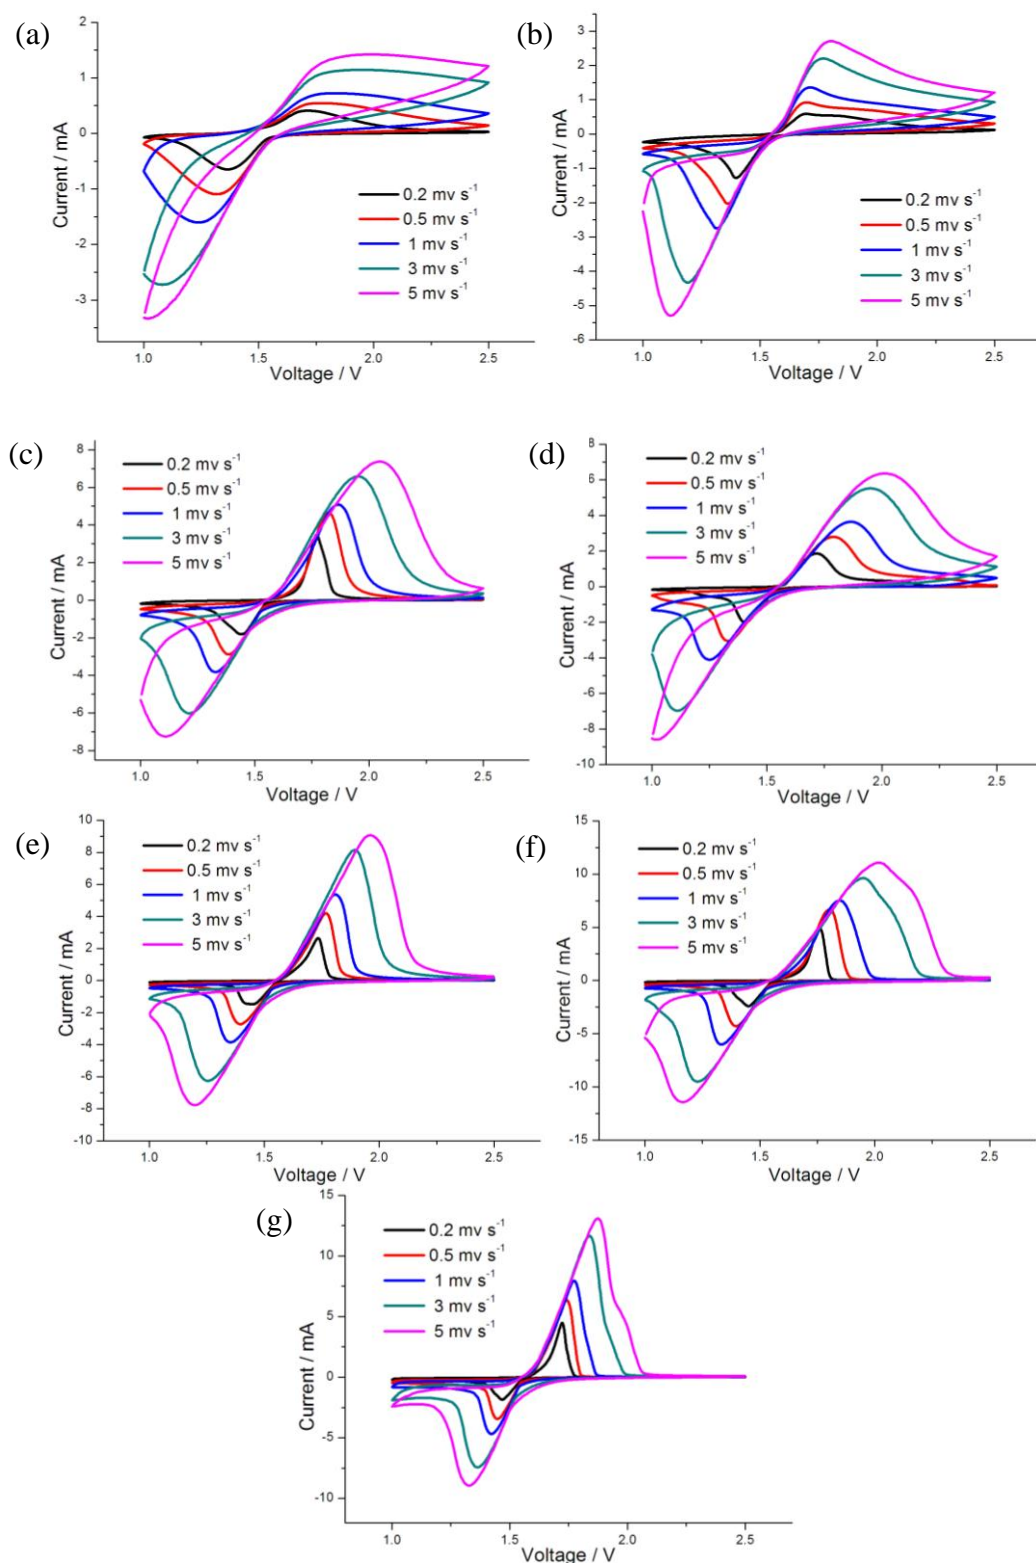 (a)
2
1
0
-1
-2
-3
Current / mA
0.2 mv s⁻¹
0.5 mv s⁻¹
1 mv s⁻¹
3 mv s⁻¹
5 mv s⁻¹
1.0 1.5 2.0 2.5
Voltage / V
(b)
3
2
1
0
-1
-2
-3
-4
-5
-6
Current / mA
0.2 mv s⁻¹
0.5 mv s⁻¹
1 mv s⁻¹
3 mv s⁻¹
5 mv s⁻¹
1.0 1.5 2.0 2.5
Voltage / V
(c)
8
6
4
2
0
-2
-4
-6
-8
Current / mA
0.2 mv s⁻¹
0.5 mv s⁻¹
1 mv s⁻¹
3 mv s⁻¹
5 mv s⁻¹
1.0 1.5 2.0 2.5
Voltage / V
(d)
8
6
4
2
0
-2
-4
-6
-8
-10
Current / mA
0.2 mv s⁻¹
0.5 mv s⁻¹
1 mv s⁻¹
3 mv s⁻¹
5 mv s⁻¹
1.0 1.5 2.0 2.5
Voltage / V
(e)
10
8
6
4
2
0
-2
-4
-6
-8
-10
Current / mA
0.2 mv s⁻¹
0.5 mv s⁻¹
1 mv s⁻¹
3 mv s⁻¹
5 mv s⁻¹
1.0 1.5 2.0 2.5
Voltage / V
(f)
15
10
5
0
-5
-10
-15
Current / mA
0.2 mv s⁻¹
0.5 mv s⁻¹
1 mv s⁻¹
3 mv s⁻¹
5 mv s⁻¹
1.0 1.5 2.0 2.5
Voltage / V
(g)
15
10
5
0
-5
-10
Current / mA
0.2 mv s⁻¹
0.5 mv s⁻¹
1 mv s⁻¹
3 mv s⁻¹
5 mv s⁻¹
1.0 1.5 2.0 2.5
Voltage / V